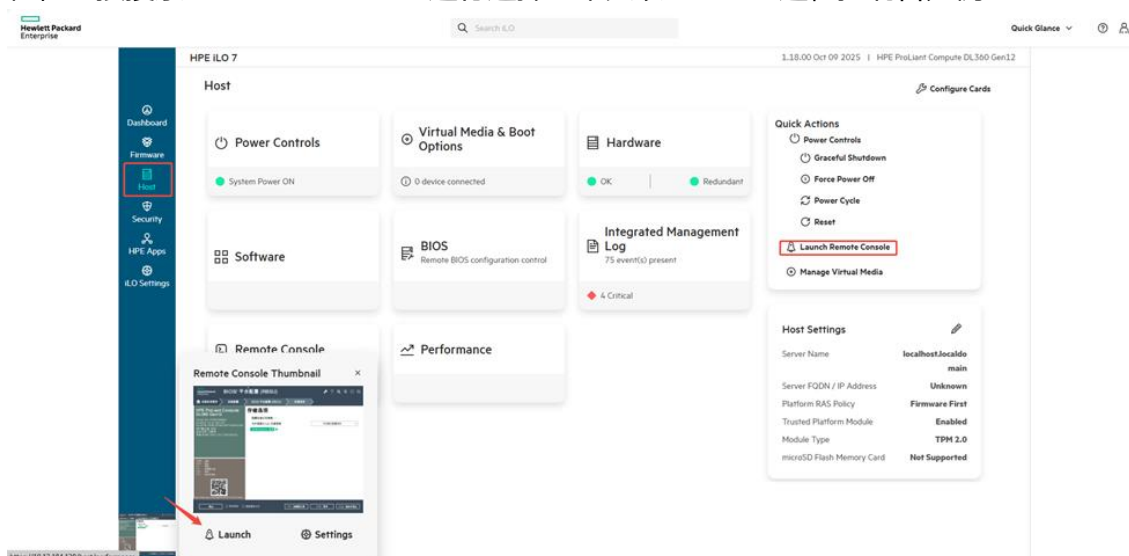 Hewlett Packard
Enterprise
Search iLO
Quick Glance
HPE iLO 7
1.18.00 Oct 09 2025 | HPE ProLiant Compute DL360 Gen12
Host
Configure Cards
Dashboard
Firmware
Host
Security
HPE Apps
iLO Settings
Power Controls
System Power ON
Virtual Media & Boot
Options
0 device connected
Hardware
OK
Redundant
Software
BIOS
Remote BIOS configuration control
Integrated Management
Log
75 event(s) present
4 Critical
Remote Console
Performance
Quick Actions
Power Controls
Graceful Shutdown
Force Power Off
Power Cycle
Reset
Launch Remote Console
Manage Virtual Media
Host Settings
Server Name
localhost.localdo
main
Server FQDN / IP Address
Unknown
Platform RAS Policy
Firmware First
Trusted Platform Module
Enabled
Module Type
TPM 2.0
microSD Flash Memory Card
Not Supported
Remote Console Thumbnail
Launch
Settings